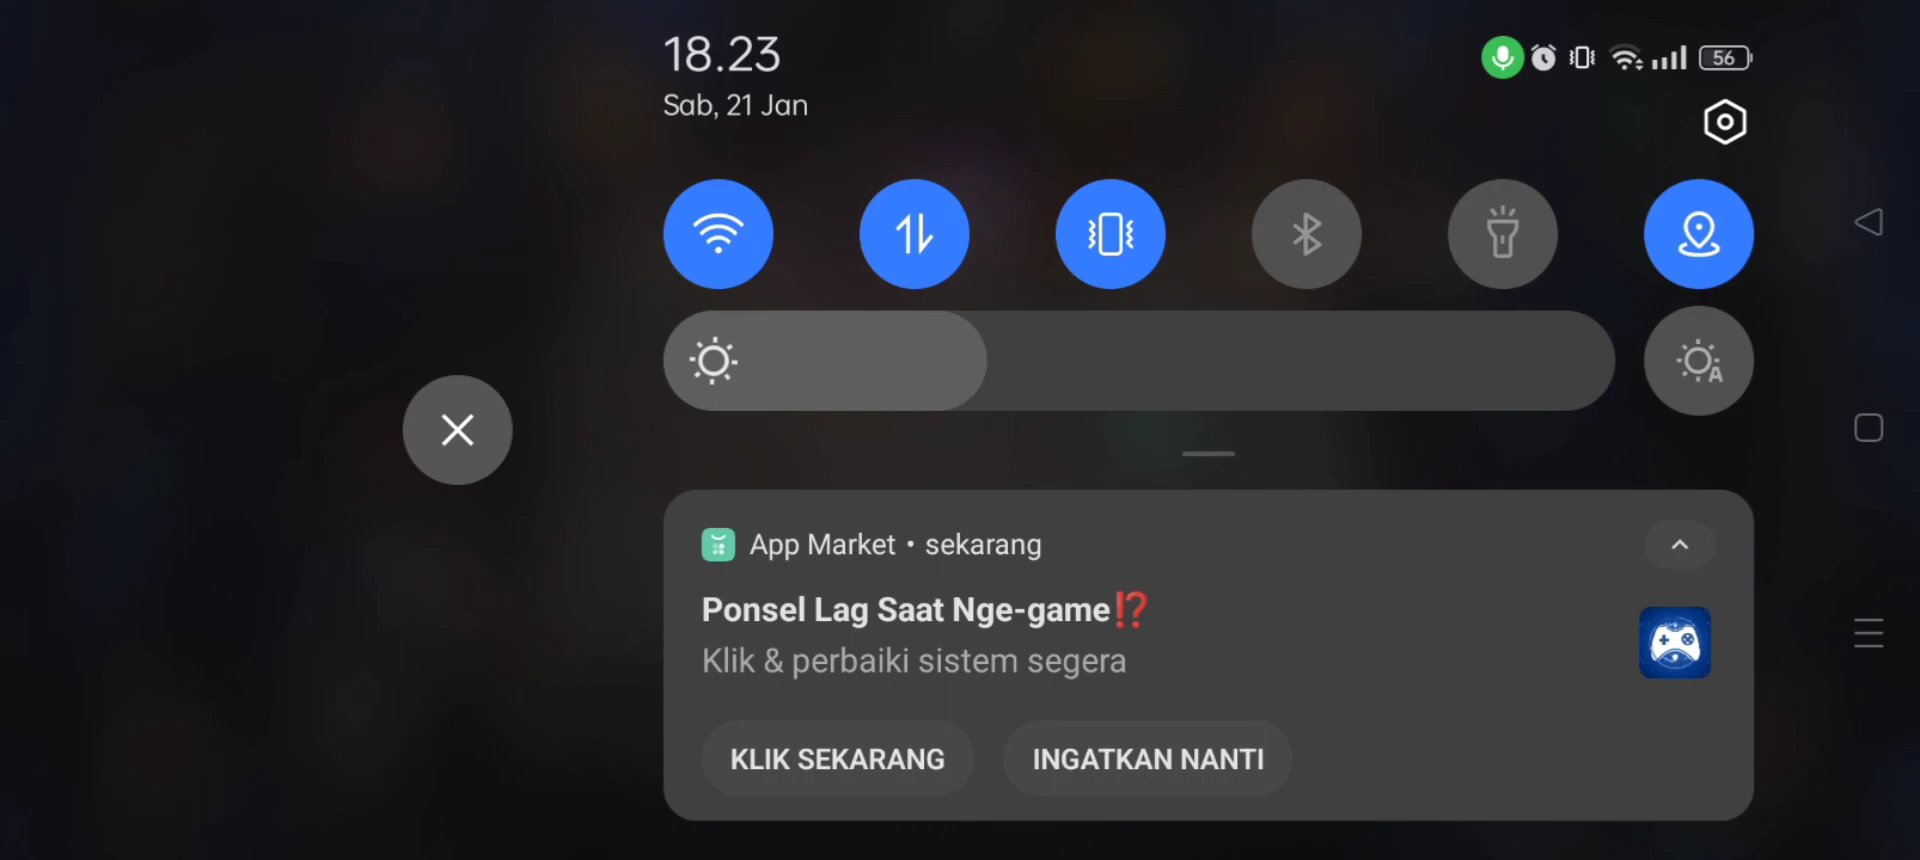 18.23
56
Sab, 21 Jan
A
App Market • sekarang
Ponsel Lag Saat Nge-game⁉️
Klik & perbaiki sistem segera
KLIK SEKARANG
INGATKAN NANTI